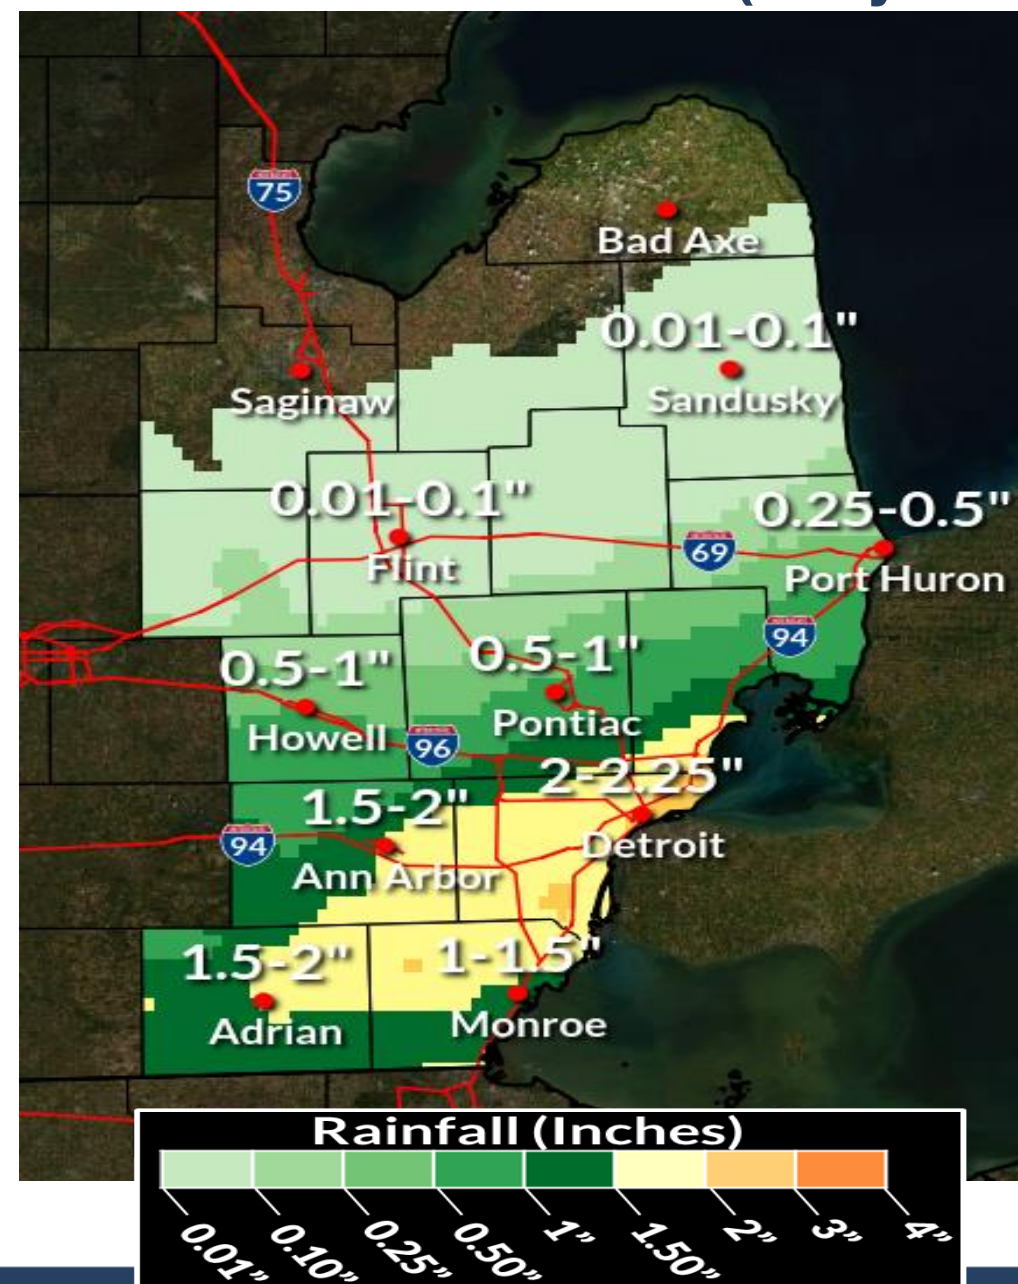 75
Bad Axe
0.01-0.1"
Sandusky
Saginaw
0.01-0.1"
Flint
0.25-0.5"
69
Port Huron
94
0.5-1"
Howell
0.5-1"
Pontiac
96
2-2.25"
Detroit
1.5-2"
94
Ann Arbor
1.5-2"
Adrian
1-1.5"
Monroe
Rainfall (Inches)
0.01” 0.10” 0.25” 0.50” 1” 1.50” 2” 3” 4”